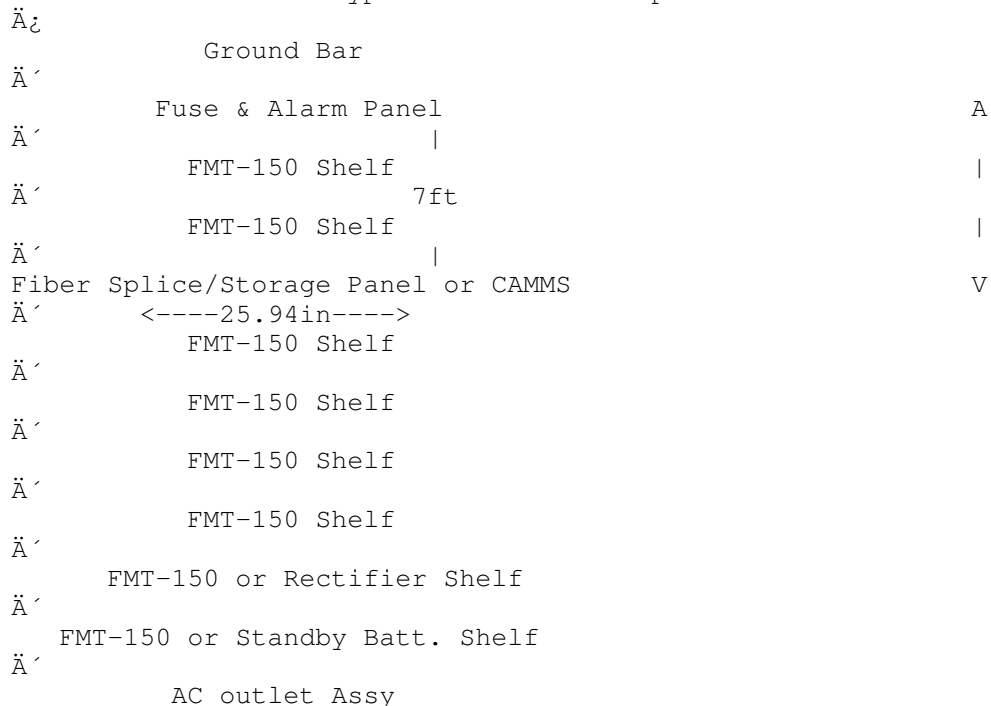 Ä¿
Ground Bar
Ä´
Fuse & Alarm Panel A
Ä´ |
FMT-150 Shelf |
Ä´ 7ft
FMT-150 Shelf |
Ä´ |
Fiber Splice/Storage Panel or CAMMS V
Ä´ <----25.94in---->
FMT-150 Shelf
Ä´
FMT-150 Shelf
Ä´
FMT-150 Shelf
Ä´
FMT-150 Shelf
Ä´
FMT-150 or Rectifier Shelf
Ä´
FMT-150 or Standby Batt. Shelf
Ä´
AC outlet Assy